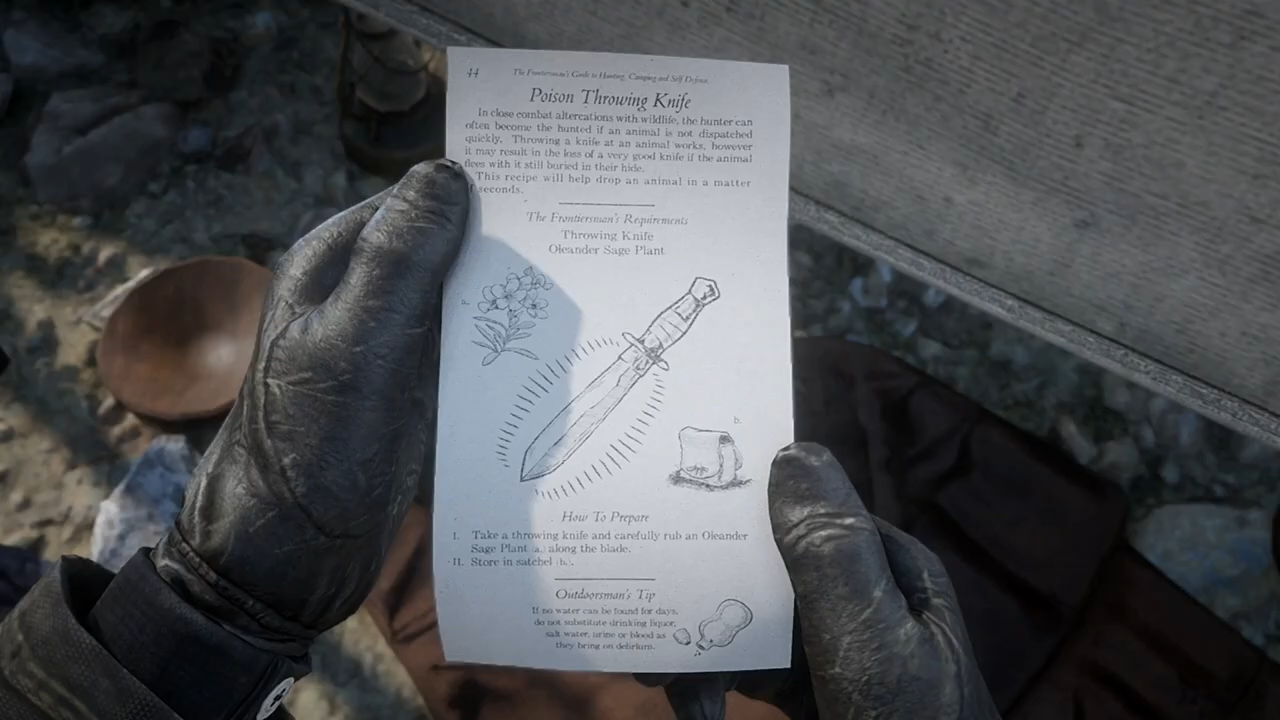 44 The Frontiersman's Guide to Hunting, Camping and Self Defense
Poison Throwing Knife
In close combat altercations with wildlife, the hunter can
often become the hunted if an animal is not dispatched
quickly. Throwing a knife at an animal works, however
it may result in the loss of a very good knife if the animal
flees with it still buried in their hide.
This recipe will help drop an animal in a matter
f seconds.
The Frontiersman's Requirements
Throwing Knife
Oleander Sage Plant
b.
How To Prepare
I. Take a throwing knife and carefully rub an Oleander
Sage Plant (a.) along the blade.
II. Store in satchel (b.).
Outdoorsman's Tip
If no water can be found for days,
do not substitute drinking liquor,
salt water, urine or blood as
they bring on delirium.